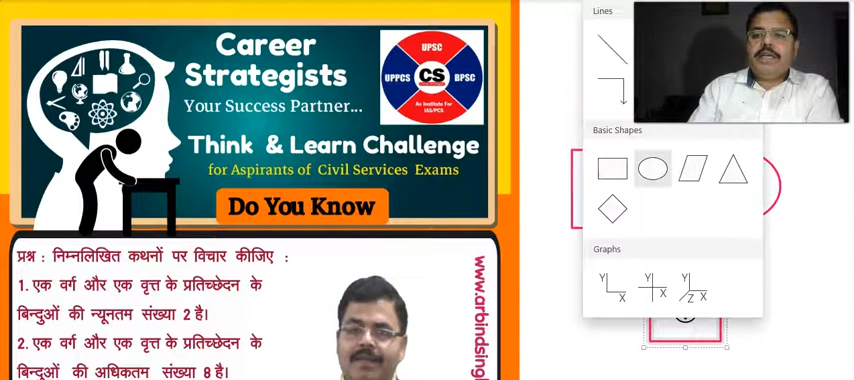 Career
Strategists
Your Success Partner...
UPSC
UPPCS
CS
BPSC
An Institute For
IAS/PCS
Think & Learn Challenge
for Aspirants of Civil Services Exams
Do You Know
प्रश्न : निम्नलिखित कथनों पर विचार कीजिए :
1. एक वर्ग और एक वृत्त के प्रतिच्छेदन के
बिन्दुओं की न्यूनतम संख्या 2 है।
2. एक वर्ग और एक वृत्त के प्रतिच्छेदन के
बिन्दुओं की अधिकतम संख्या 8 है।
www.arbindsingl
Lines
Basic Shapes
Graphs
Y
X
Y
X
Y
Z
X